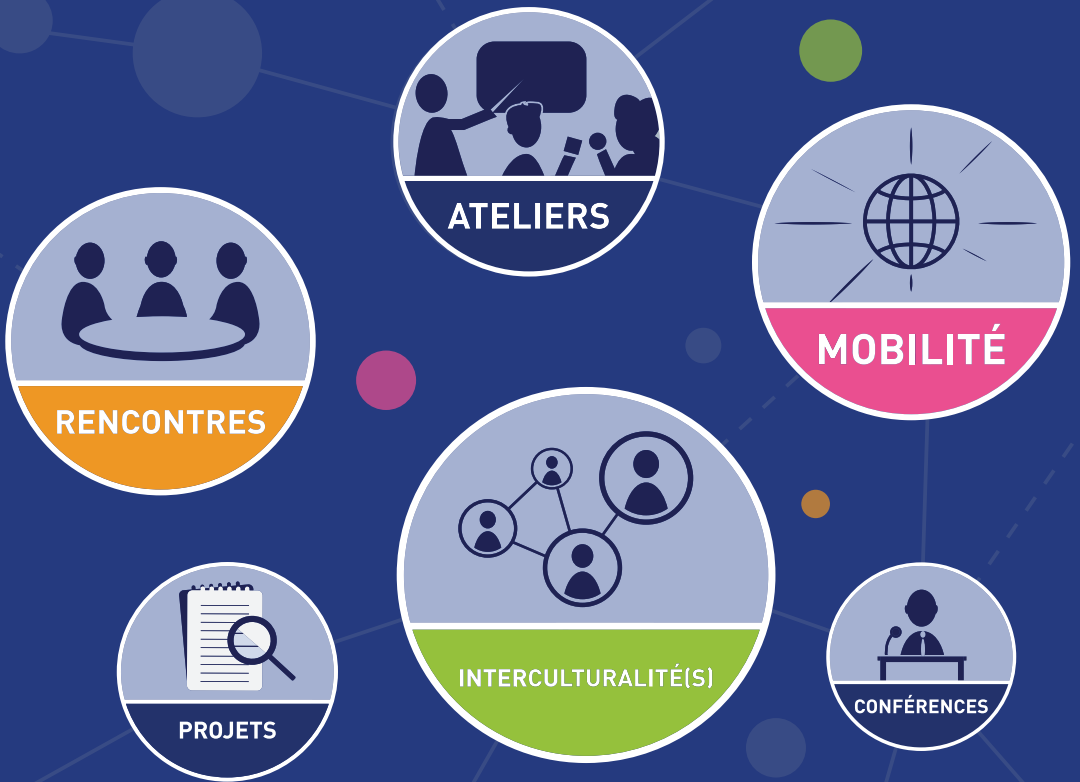 ATELIERS
MOBILITÉ
RENCONTRES
INTERCULTURALITÉ(S)
PROJETS
CONFÉRENCES